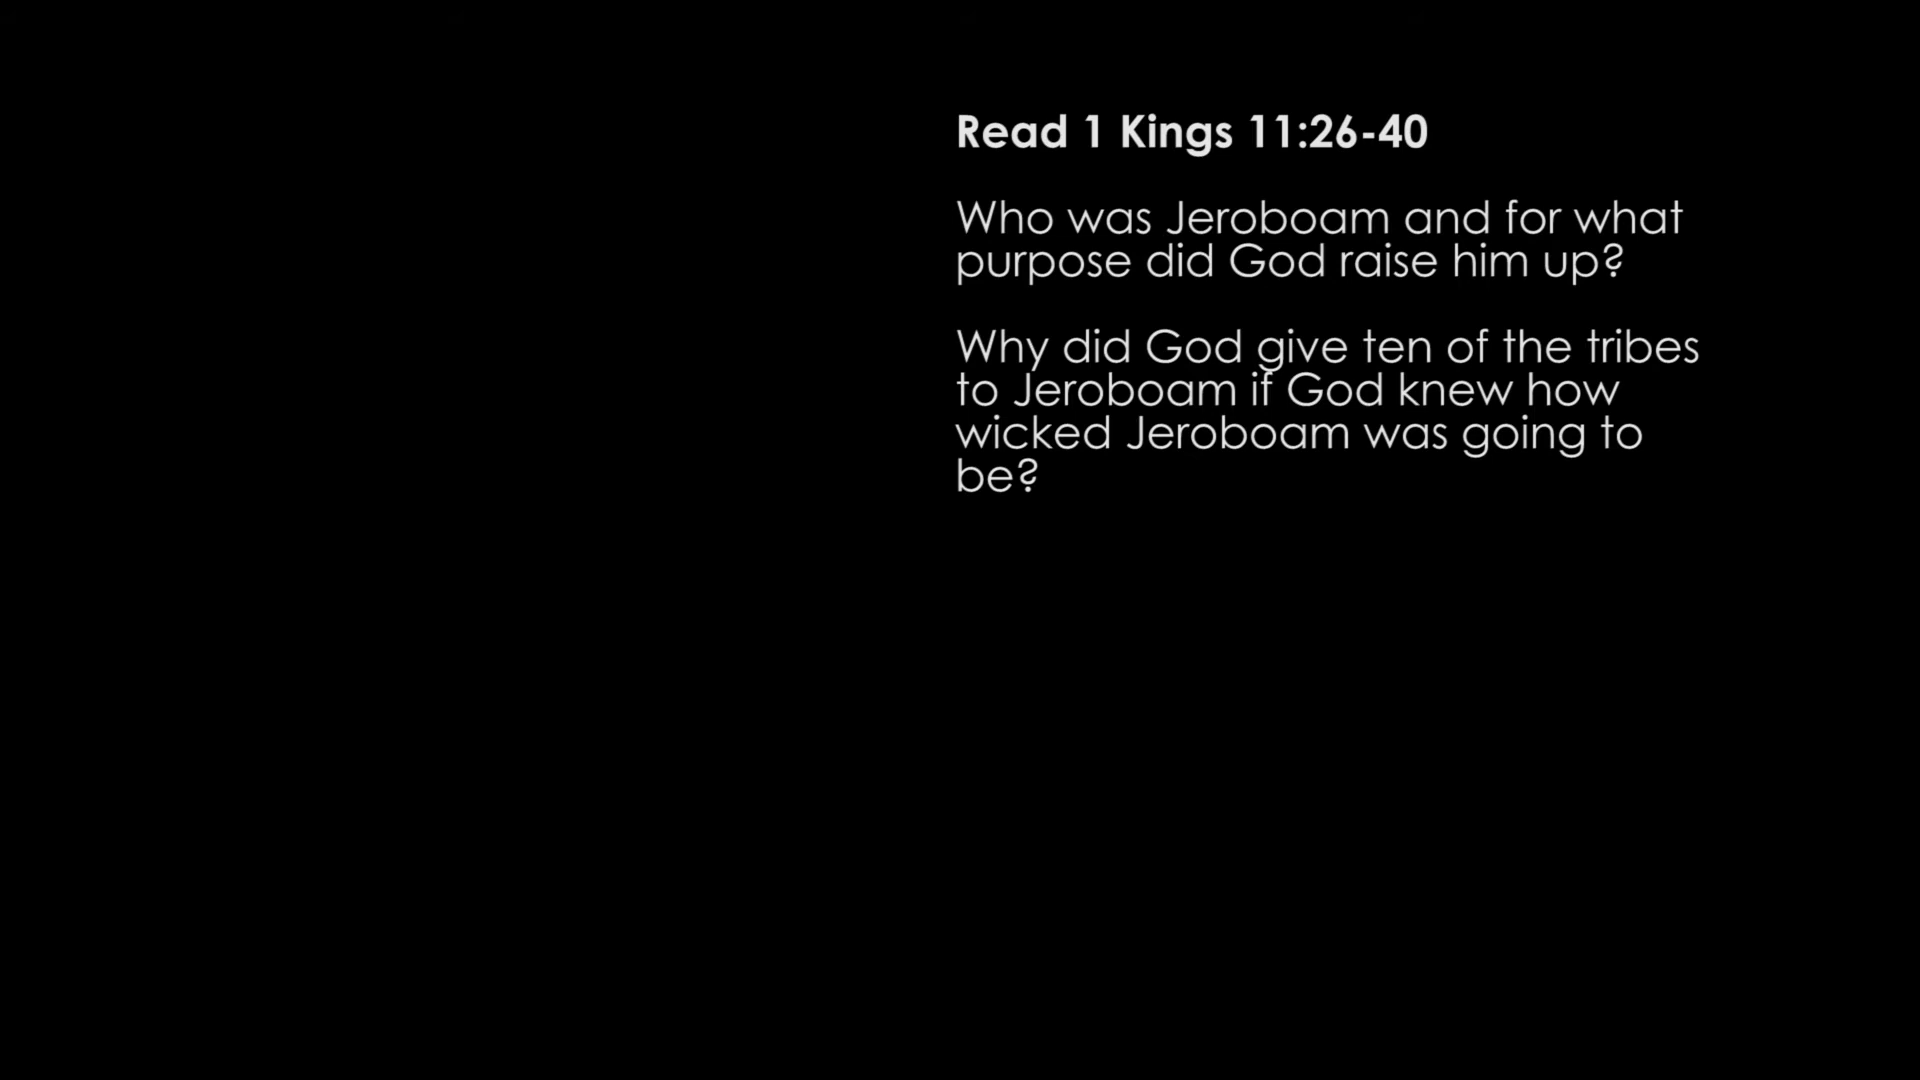 Read 1 Kings 11:26-40
Who was Jeroboam and for what
purpose did God raise him up?
Why did God give ten of the tribes
to Jeroboam if God knew how
wicked Jeroboam was going to
be?